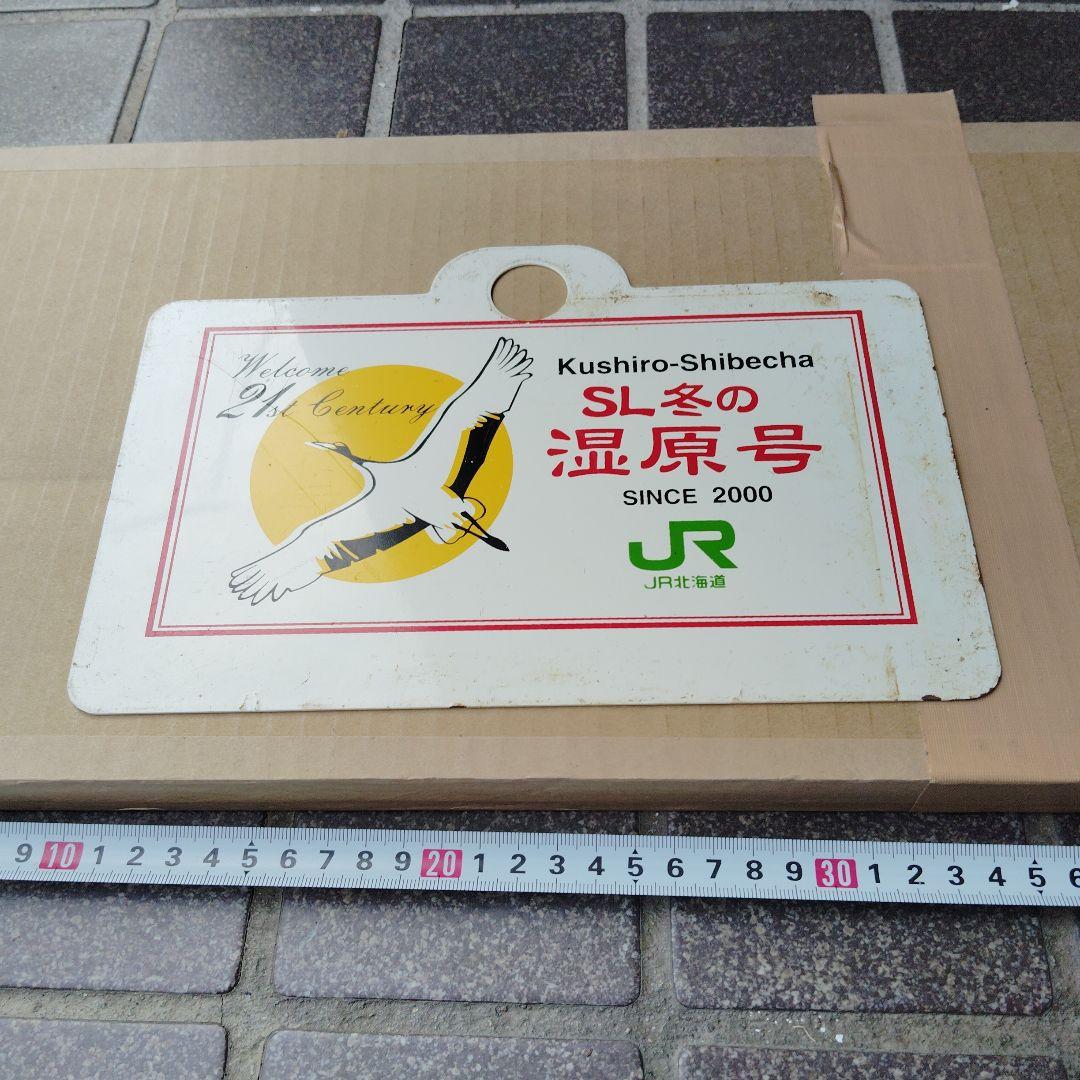 Welcome
21st Century
Kushiro-Shibecha
SL冬の
湿原号
SINCE 2000
JR
JR北海道
9 10 1 2 3 4 5 6 7 8 9 20 1 2 3 4 5 6 7 8 9 30 1 2 3 4 5 6